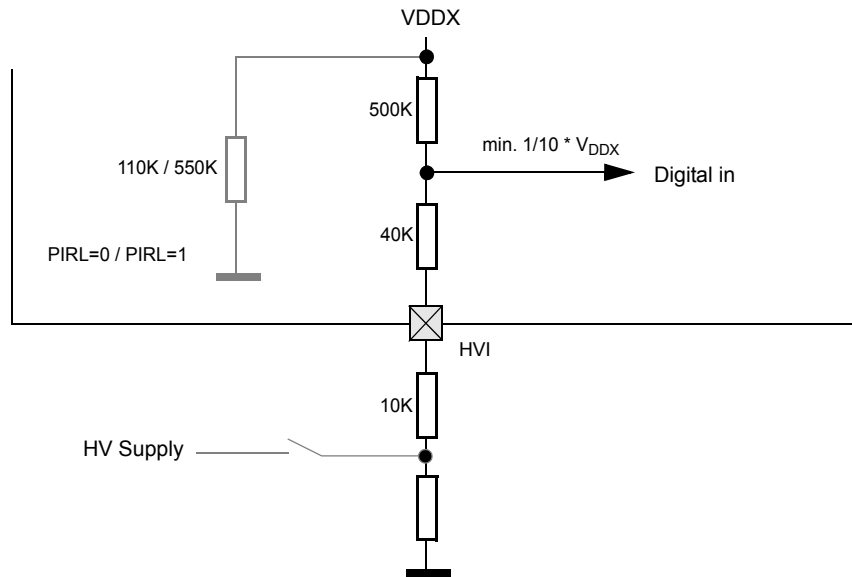 VDDX
500K
min. 1/10 * VDDX
110K / 550K
Digital in
40K
PIRL=0 / PIRL=1
HVI
10K
HV Supply